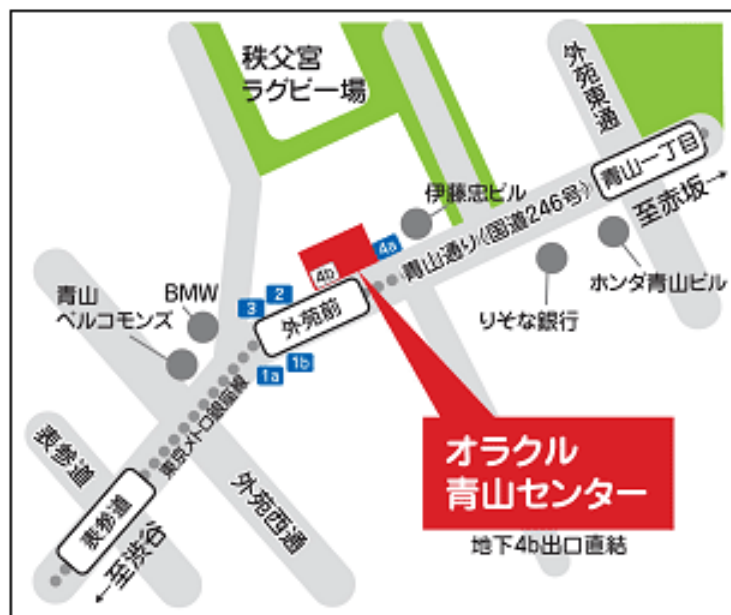 秩父宮
ラグビー場
外苑東通
青山一丁目
至赤坂→
伊藤忠ビル
4a
青山通り《国道246号》
4b
ホンダ青山ビル
りそな銀行
青山
ベルコモンズ
BMW
2
3
外苑前
1b
1a
東京メトロ銀座線
オラクル
青山センター
地下4b出口直結
表参道
外苑西通
表参道
←至渋谷